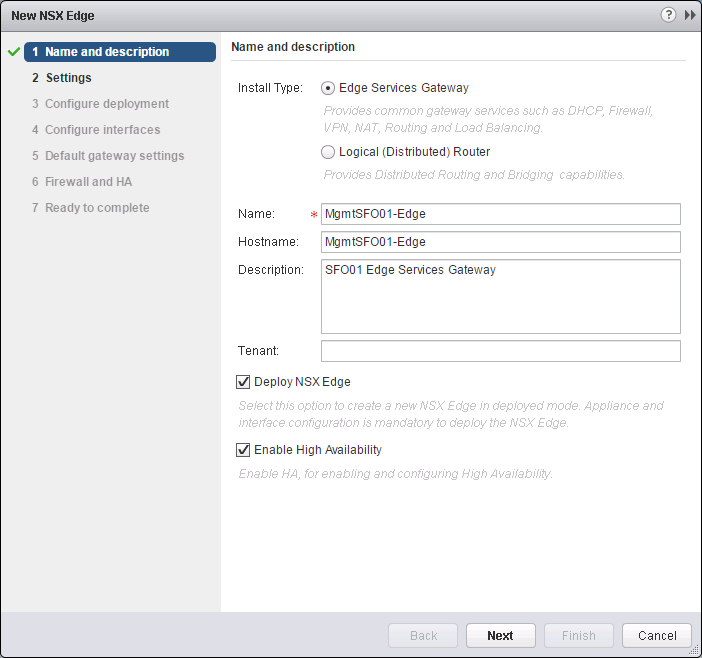 New NSX Edge
?
1 Name and description
2 Settings
3 Configure deployment
4 Configure interfaces
5 Default gateway settings
6 Firewall and HA
7 Ready to complete
Name and description
Install Type: Edge Services Gateway
Provides common gateway services such as DHCP, Firewall,
VPN, NAT, Routing and Load Balancing.
Logical (Distributed) Router
Provides Distributed Routing and Bridging capabilities.
Name: * MgmtSFO01-Edge
Hostname: MgmtSFO01-Edge
Description: SFO01 Edge Services Gateway
Tenant:
Deploy NSX Edge
Select this option to create a new NSX Edge in deployed mode. Appliance and
interface configuration is mandatory to deploy the NSX Edge.
Enable High Availability
Enable HA, for enabling and configuring High Availability.
Back Next Finish Cancel